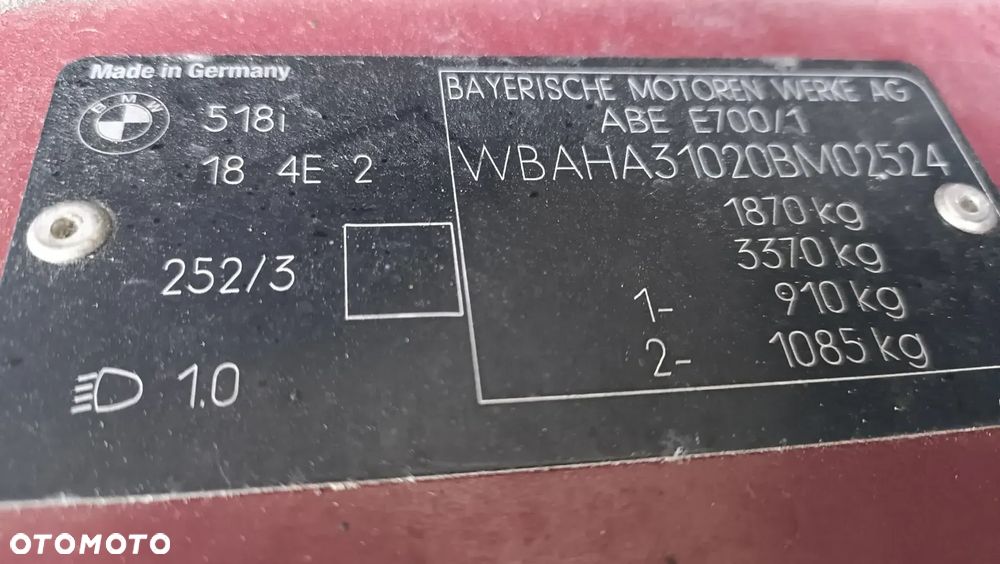 Made in Germany
BMW
518i
18 4E 2
252/3
1.0
BAYERISCHE MOTOREN WERKE AG
ABE E700/1
WBAHA31020BM02524
1870 kg
3370 kg
1- 910 kg
2- 1085 kg
OTOMOTO